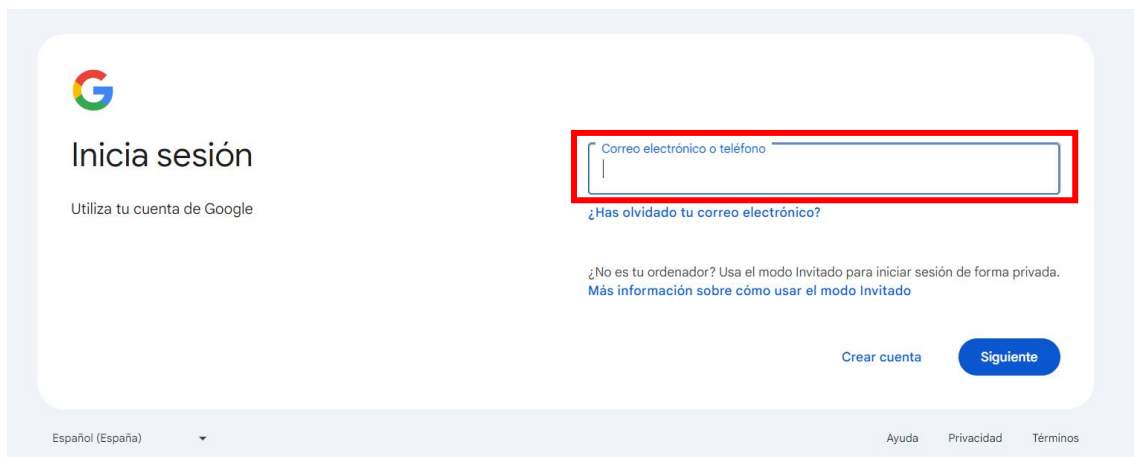 Inicia sesión
Utiliza tu cuenta de Google
Correo electrónico o teléfono
¿Has olvidado tu correo electrónico?
¿No es tu ordenador? Usa el modo Invitado para iniciar sesión de forma privada.
Más información sobre cómo usar el modo Invitado
Crear cuenta
Siguiente
Español (España)
Ayuda
Privacidad
Términos